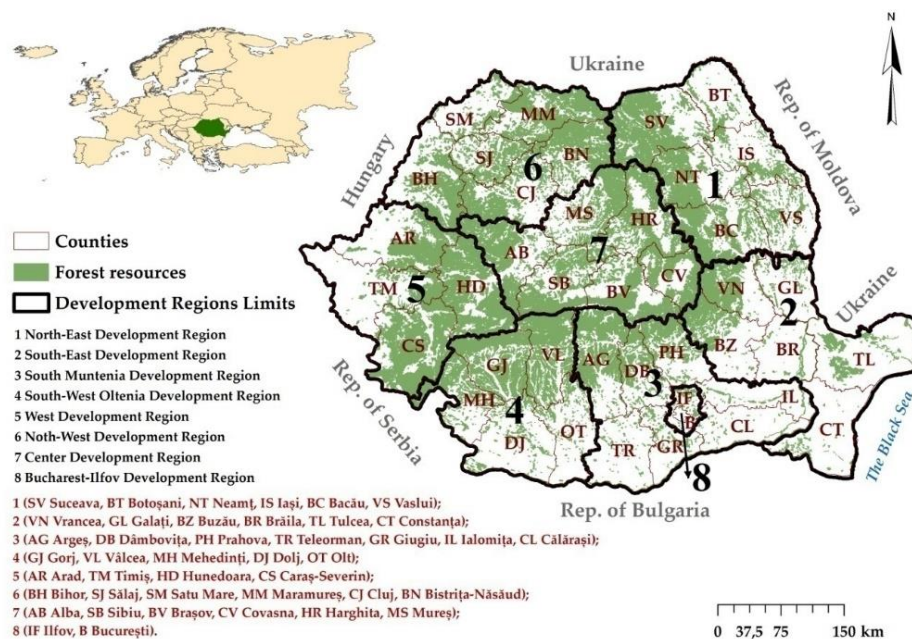 N
Ukraine
Rep. of Moldova
Hungary
Ukraine
Rep. of Serbia
The Black Sea
Rep. of Bulgaria
BT
SM
MM
SV
SJ
BN
IS
6
NT
1
BH
CJ
MS
HR
VS
BC
AR
AB
7
5
TM
HD
SB
CV
BV
VN
GL
2
CS
VL
GJ
AG
PH
DB
BZ
BR
TL
3
MH
4
IF
IL
B
DJ
OT
TR
GR
CL
CT
8
Counties
Forest resources
Development Regions Limits
1 North-East Development Region
2 South-East Development Region
3 South Muntenia Development Region
4 South-West Oltenia Development Region
5 West Development Region
6 Noth-West Development Region
7 Center Development Region
8 Bucharest-Ilfov Development Region
1 (SV Suceava, BT Botoșani, NT Neamț, IS Iași, BC Bacău, VS Vaslui);
2 (VN Vrancea, GL Galați, BZ Buzău, BR Brăila, TL Tulcea, CT Constanța);
3 (AG Argeș, DB Dâmbovița, PH Prahova, TR Teleorman, GR Giugiu, IL Ialomița, CL Călărași);
4 (GJ Gorj, VL Vâlcea, MH Mehedinți, DJ Dolj, OT Olt);
5 (AR Arad, TM Timiș, HD Hunedoara, CS Caraș-Severin);
6 (BH Bihor, SJ Sălaj, SM Satu Mare, MM Maramureș, CJ Cluj, BN Bistrița-Năsăud);
7 (AB Alba, SB Sibiu, BV Brașov, CV Covasna, HR Harghita, MS Mureș);
8 (IF Ilfov, B București).
0 37,5 75 150 km